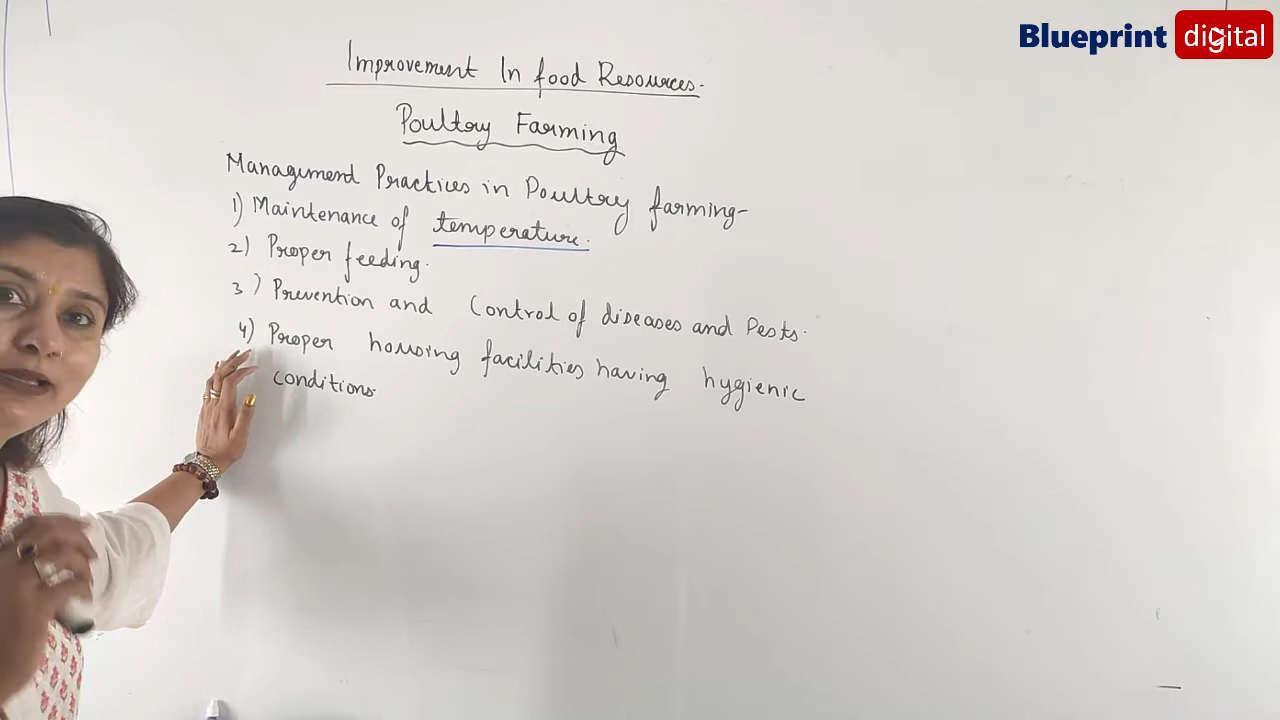 Blueprint digital
Improvement In food Resources.
Poultry Farming
Management Practices in Poultry farming-
1) Maintenance of temperature.
2) Proper feeding.
3) Prevention and Control of diseases and Pests.
4) Proper housing facilities having hygienic
conditions.